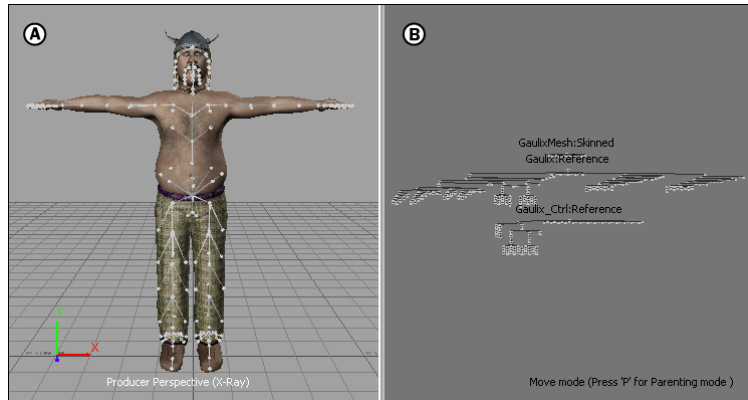 A
B
GaulixMesh:Skinned
Gaulix:Reference
Gaulix_Ctrl:Reference
Y
X
Producer Perspective (X-Ray)
Move mode (Press 'P' for Parenting mode )